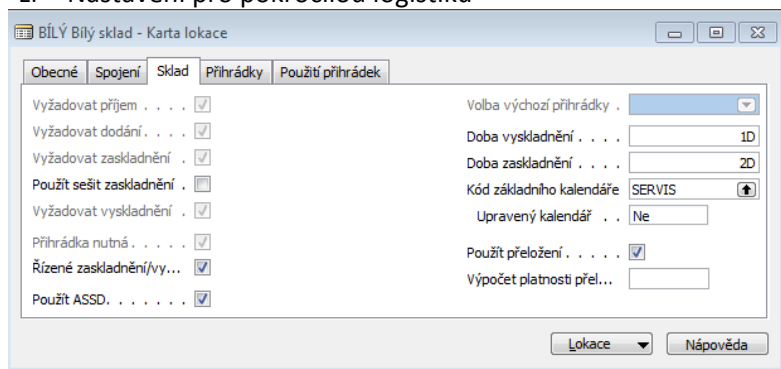 Nastavení pro pokročilou logistiku
BÍLÝ Bílý sklad - Karta lokace
Obecné Spojení Sklad Přihrádky Použití přihrádek
Vyžadovat příjem . . . .
Vyžadovat dodání. . . . .
Vyžadovat zaskladnění .
Použít sešit zaskladnění .
Vyžadovat vyskladnění .
Přihrádka nutná. . . . .
Řízené zaskladnění/vy...
Použít ASSD. . . . . . .
Volba výchozí přihrádky .
Doba vyskladnění . . . . 1D
Doba zaskladnění . . . . 2D
Kód základního kalendáře SERVIS
Upravený kalendář . . Ne
Použít přeložení . . . . .
Výpočet platnosti přel...
Lokace Nápověda